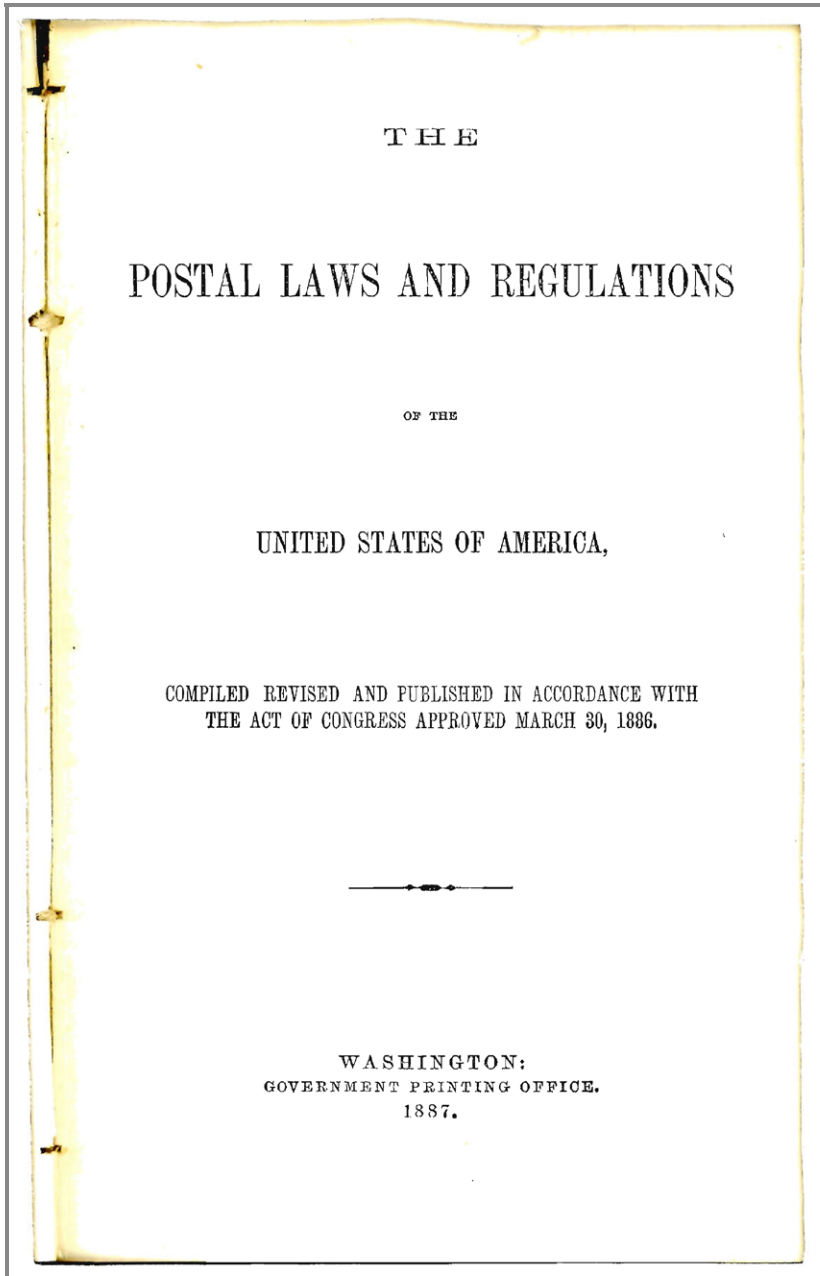 THE
POSTAL LAWS AND REGULATIONS
OF THE
UNITED STATES OF AMERICA,
COMPILED REVISED AND PUBLISHED IN ACCORDANCE WITH
THE ACT OF CONGRESS APPROVED MARCH 30, 1886.
WASHINGTON:
GOVERNMENT PRINTING OFFICE.
1887.